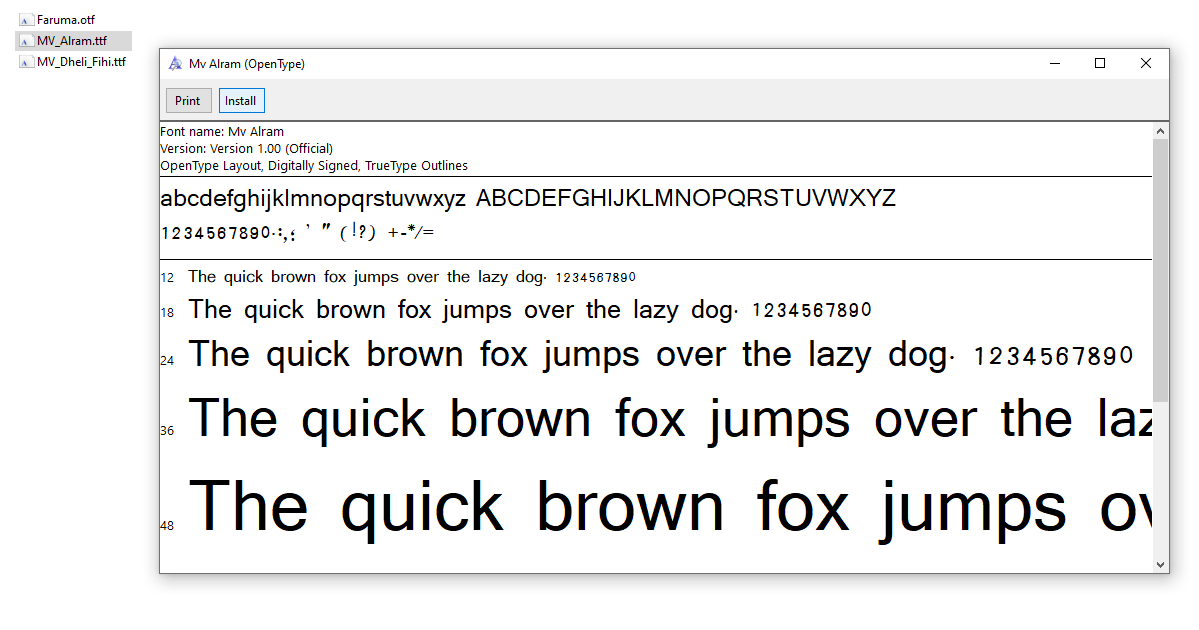 Faruma.otf
MV_Alram.ttf
MV_Dheli_Fihi.ttf
Mv Alram (OpenType)
Print Install
Font name: Mv Alram
Version: Version 1.00 (Official)
OpenType Layout, Digitally Signed, TrueType Outlines
abcdefghijklmnopqrstuvwxyz ABCDEFGHIJKLMNOPQRSTUVWXYZ
1234567890.:,؛ ' " (!?) +-*/=
12 The quick brown fox jumps over the lazy dog. 1234567890
18 The quick brown fox jumps over the lazy dog. 1234567890
24 The quick brown fox jumps over the lazy dog. 1234567890
36 The quick brown fox jumps over the laz
48 The quick brown fox jumps ov